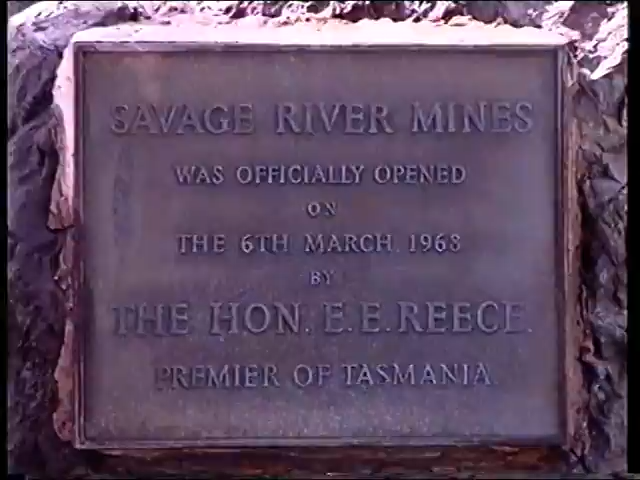 SAVAGE RIVER MINES
WAS OFFICIALLY OPENED
ON
THE 6TH MARCH. 1968
BY
THE HON. E.E. REECE.
PREMIER OF TASMANIA.